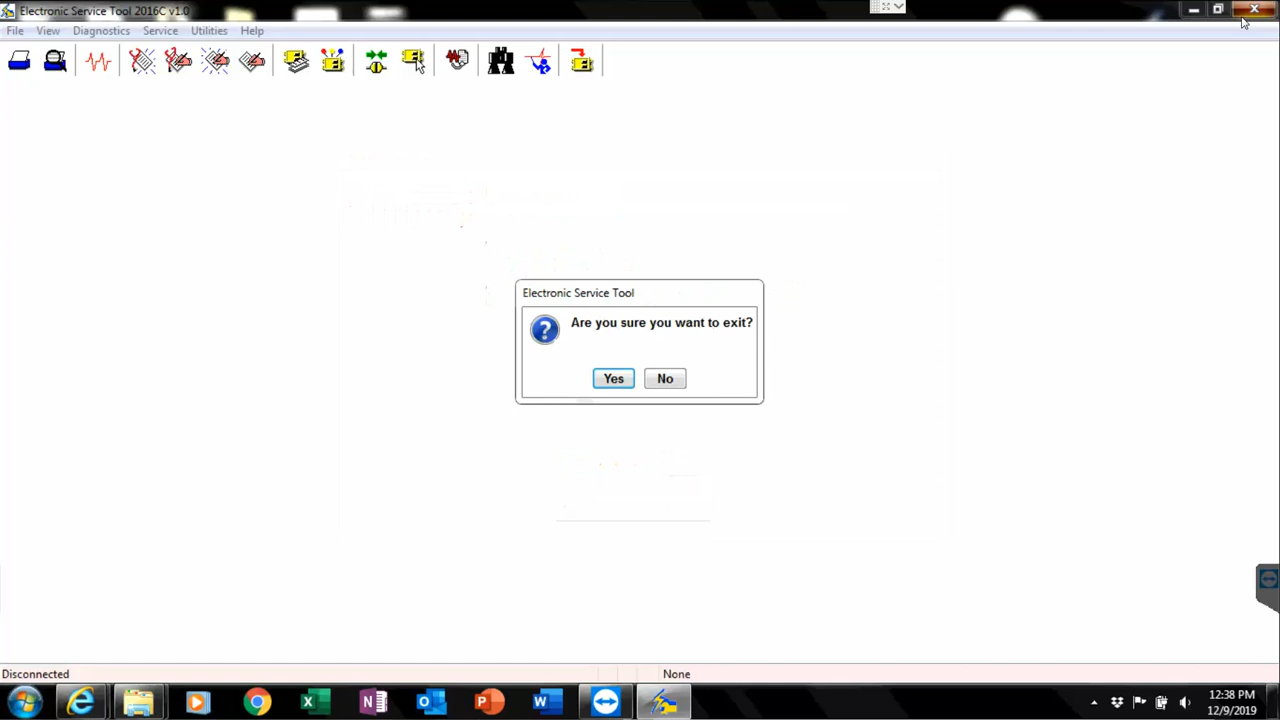 Electronic Service Tool 2016C v1.0
File View Diagnostics Service Utilities Help
Electronic Service Tool
Are you sure you want to exit?
Yes No
Disconnected None
12:38 PM
12/9/2019